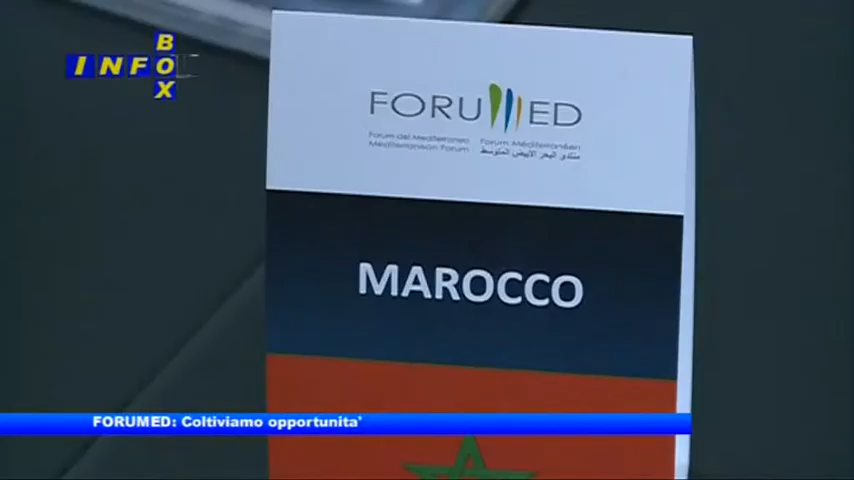 INFO
BOX
FORUMED
Forum del Mediterraneo
Mediterranean Forum
Forum Méditerranéen
منتدى البحر الأبيض المتوسط
MAROCCO
FORUMED: Coltiviamo opportunita'